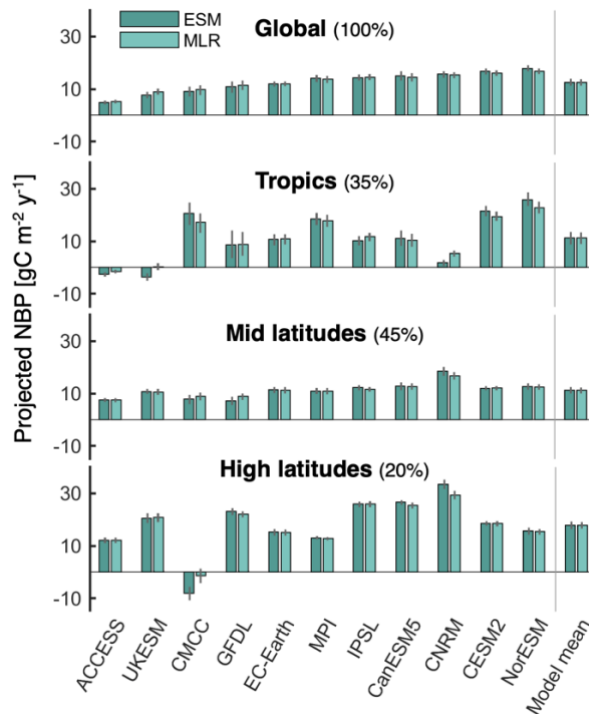 ESM
MLR
Global (100%)
30
10
-10
Tropics (35%)
30
10
-10
Projected NBP [gC m⁻² y⁻¹]
Mid latitudes (45%)
30
10
-10
High latitudes (20%)
30
10
-10
ACCESS
UKESM
CMCC
GFDL
EC-Earth
MPI
IPSL
CanESM5
CNRM
CESM2
NorESM
Model mean